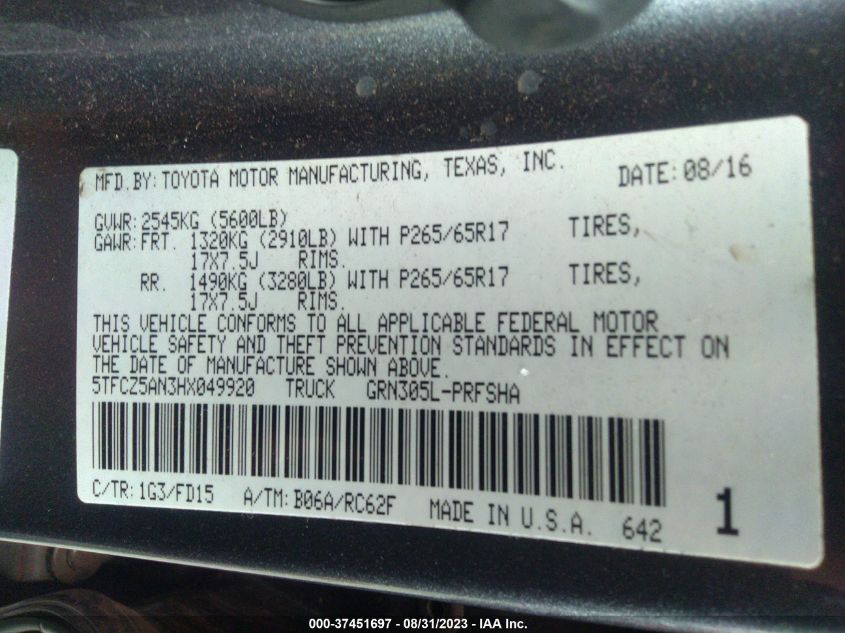 MFD.BY:TOYOTA MOTOR MANUFACTURING, TEXAS, INC. DATE:08/16
GVWR:2545KG (5600LB)
GAWR:FRT. 1320KG (2910LB) WITH P265/65R17 TIRES,
17X7.5J RIMS.
RR. 1490KG (3280LB) WITH P265/65R17 TIRES,
17X7.5J RIMS.
THIS VEHICLE CONFORMS TO ALL APPLICABLE FEDERAL MOTOR
VEHICLE SAFETY AND THEFT PREVENTION STANDARDS IN EFFECT ON
THE DATE OF MANUFACTURE SHOWN ABOVE.
5TFCZ5AN3HX049920 TRUCK GRN305L-PRFSHA
C/TR:1G3/FD15 A/TM:B06A/RC62F MADE IN U.S.A. 642 1
000-37451697 - 08/31/2023 - IAA Inc.